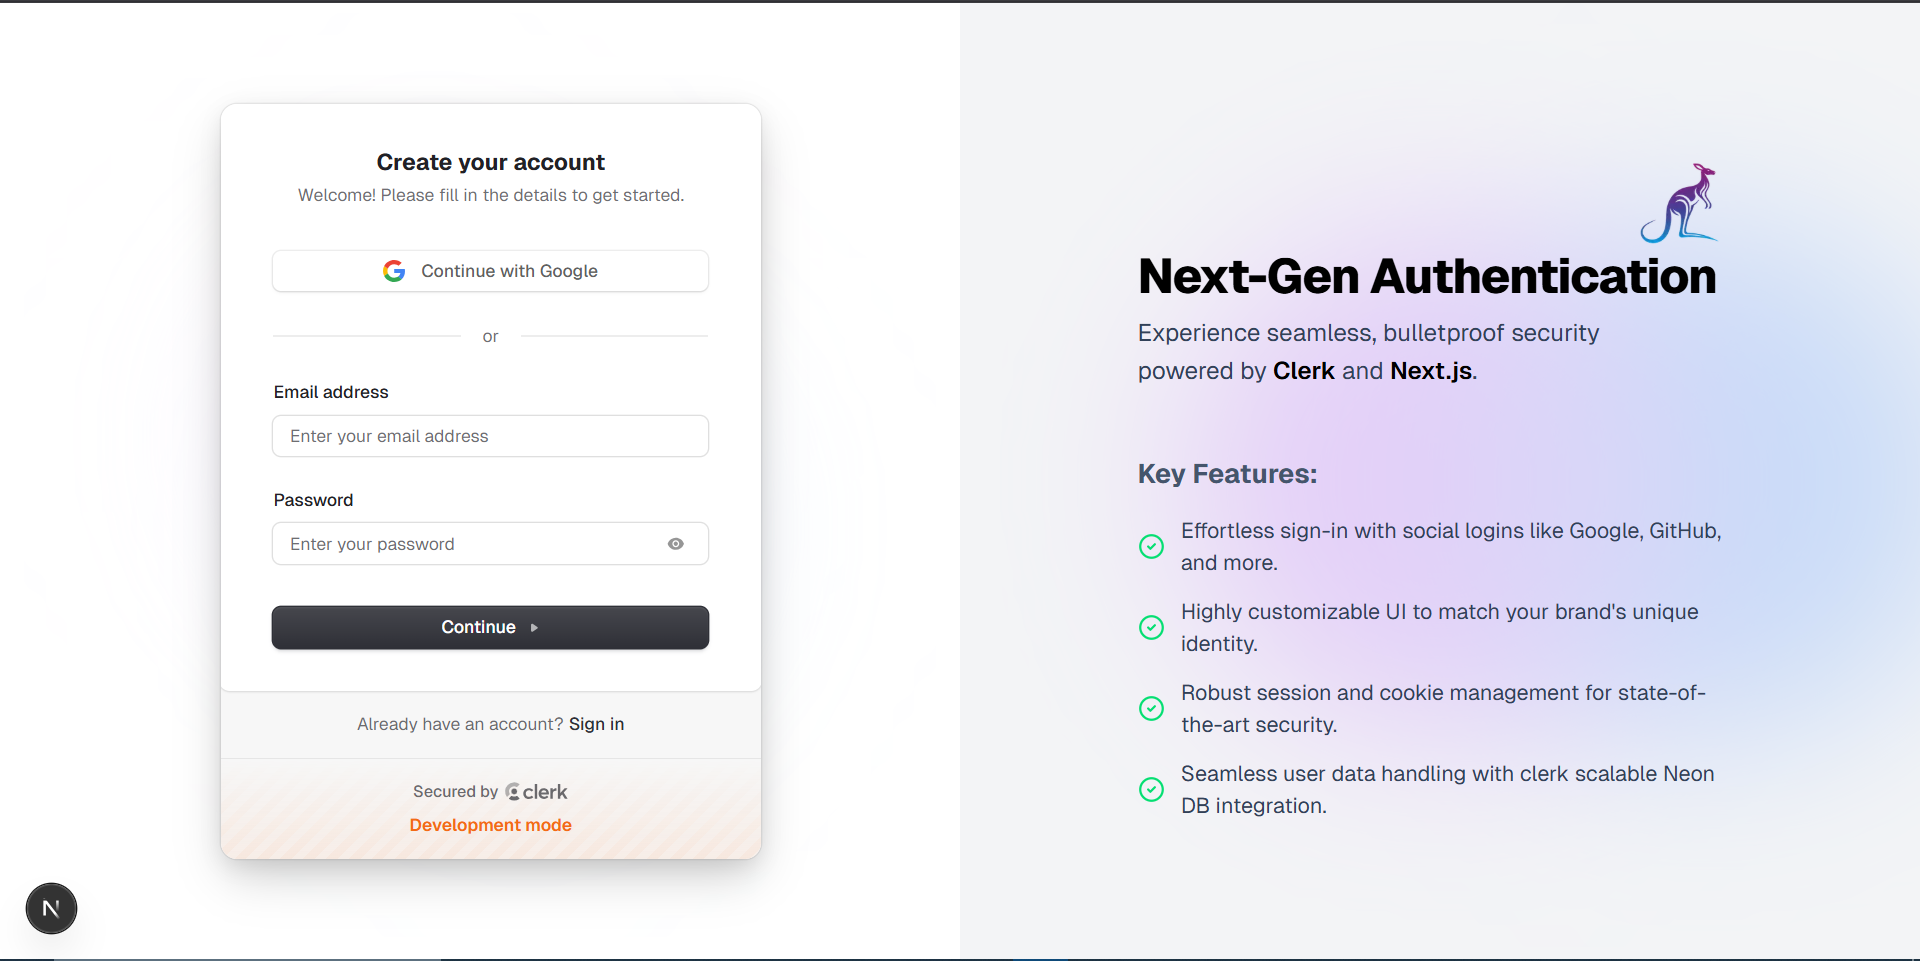 Create your account
Welcome! Please fill in the details to get started.
Continue with Google
or
Email address
Enter your email address
Password
Enter your password
Continue
Already have an account? Sign in
Secured by clerk
Development mode
N
Next-Gen Authentication
Experience seamless, bulletproof security
powered by Clerk and Next.js.
Key Features:
Effortless sign-in with social logins like Google, GitHub,
and more.
Highly customizable UI to match your brand's unique
identity.
Robust session and cookie management for state-of-
the-art security.
Seamless user data handling with clerk scalable Neon
DB integration.